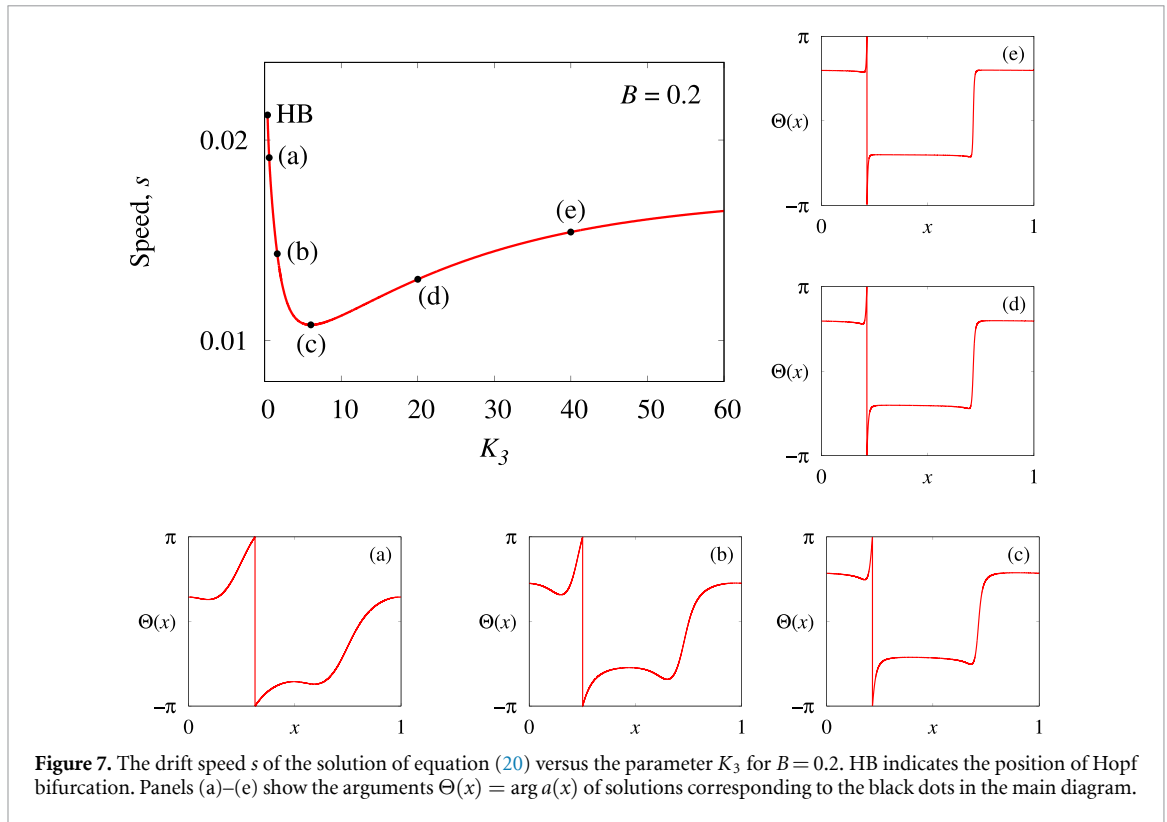 B = 0.2
HB
0.02
(a)
(b)
(e)
(d)
0.01
(c)
Speed, s
0 10 20 30 40 50 60
K₃
π
(e)
Θ(x)
−π
0 x 1
π
(d)
Θ(x)
−π
0 x 1
π
(a)
Θ(x)
−π
0 x 1
π
(b)
Θ(x)
−π
0 x 1
π
(c)
Θ(x)
−π
0 x 1
Figure 7. The drift speed s of the solution of equation (20) versus the parameter K₃ for B = 0.2. HB indicates the position of Hopf
bifurcation. Panels (a)–(e) show the arguments Θ(x) = arg a(x) of solutions corresponding to the black dots in the main diagram.